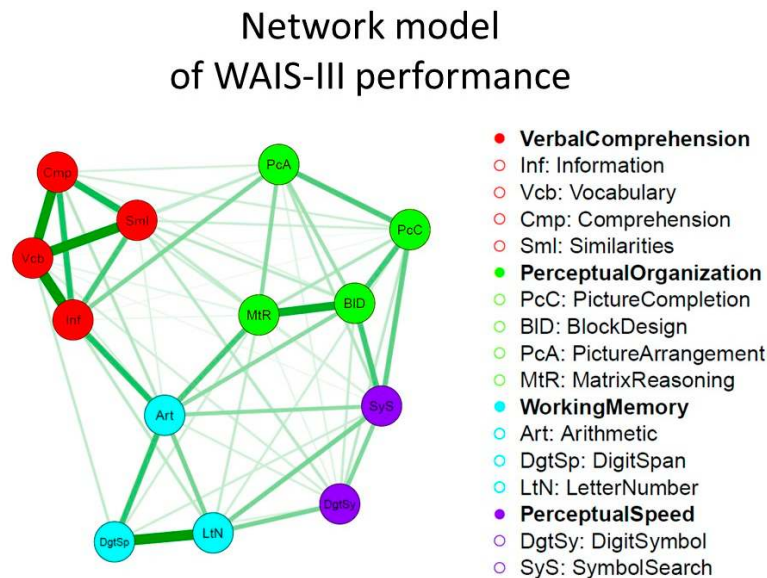 Network model
of WAIS-III performance
Cmp
PcA
Sml
PcC
Vcb
Inf
MtR
BlD
Art
SyS
DgtSy
DgtSp
LtN
VerbalComprehension
Inf: Information
Vcb: Vocabulary
Cmp: Comprehension
Sml: Similarities
PerceptualOrganization
PcC: PictureCompletion
BlD: BlockDesign
PcA: PictureArrangement
MtR: MatrixReasoning
WorkingMemory
Art: Arithmetic
DgtSp: DigitSpan
LtN: LetterNumber
PerceptualSpeed
DgtSy: DigitSymbol
SyS: SymbolSearch